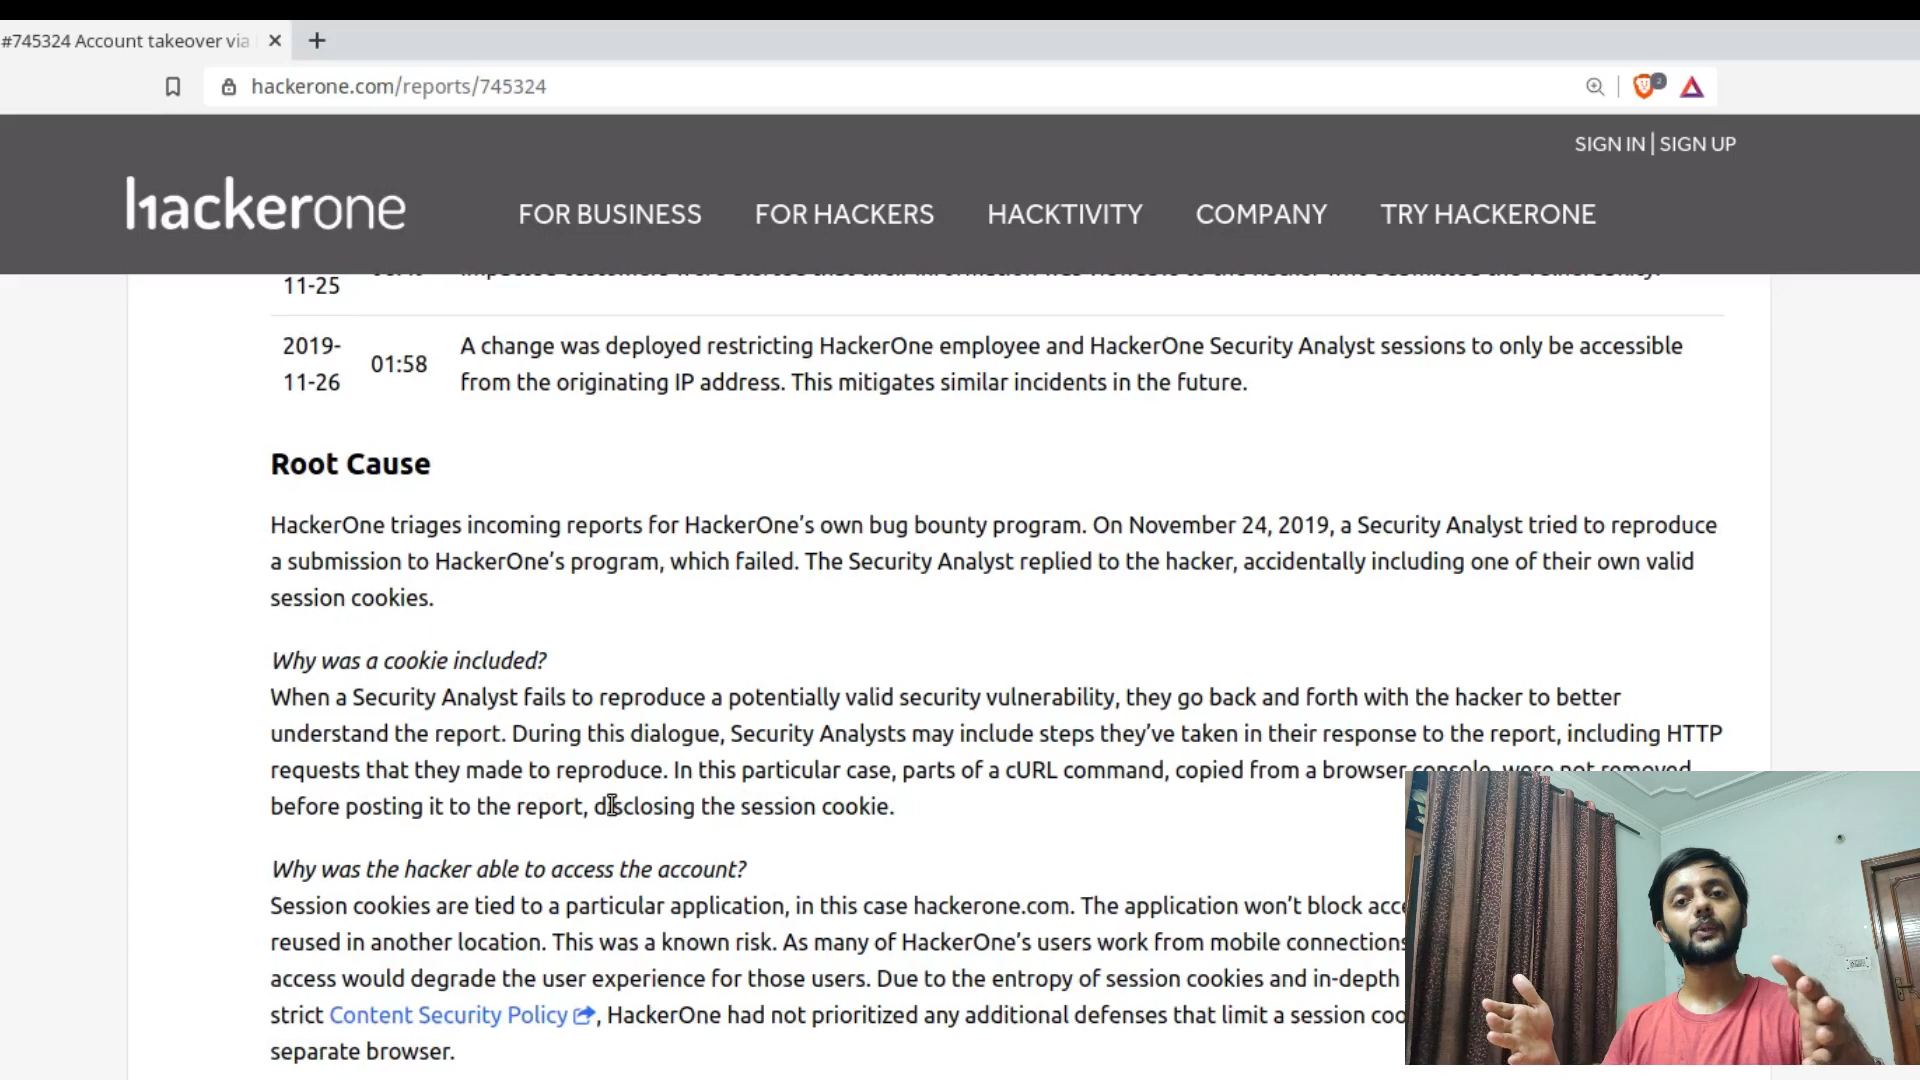 #745324 Account takeover via
hackerone.com/reports/745324
2
SIGN IN | SIGN UP
hackerone
FOR BUSINESS FOR HACKERS HACKTIVITY COMPANY TRY HACKERONE
11-25
2019-
11-26
01:58
A change was deployed restricting HackerOne employee and HackerOne Security Analyst sessions to only be accessible
from the originating IP address. This mitigates similar incidents in the future.
Root Cause
HackerOne triages incoming reports for HackerOne’s own bug bounty program. On November 24, 2019, a Security Analyst tried to reproduce
a submission to HackerOne’s program, which failed. The Security Analyst replied to the hacker, accidentally including one of their own valid
session cookies.
Why was a cookie included?
When a Security Analyst fails to reproduce a potentially valid security vulnerability, they go back and forth with the hacker to better
understand the report. During this dialogue, Security Analysts may include steps they’ve taken in their response to the report, including HTTP
requests that they made to reproduce. In this particular case, parts of a cURL command, copied from a browser console, were not removed
before posting it to the report, disclosing the session cookie.
Why was the hacker able to access the account?
Session cookies are tied to a particular application, in this case hackerone.com. The application won’t block
reused in another location. This was a known risk. As many of HackerOne’s users work from mobile connections
access would degrade the user experience for those users. Due to the entropy of session cookies and in-depth
strict Content Security Policy, HackerOne had not prioritized any additional defenses that limit a session
separate browser.